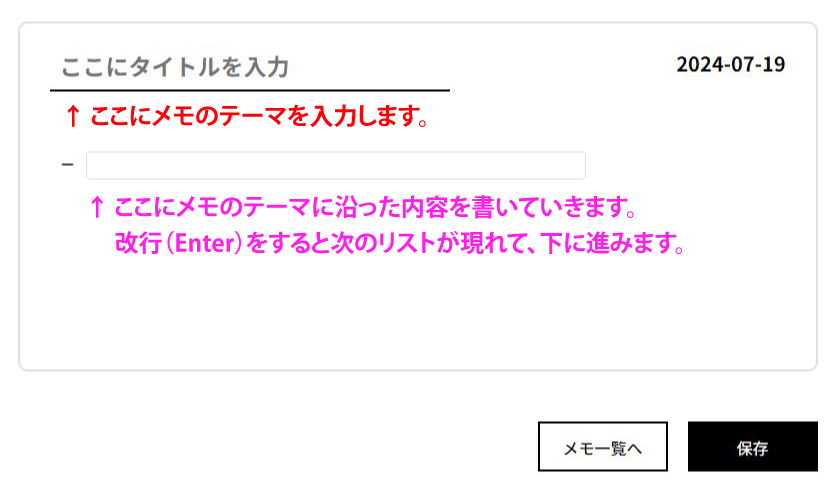 ここにタイトルを入力
2024-07-19
↑ ここにメモのテーマを入力します。
–
↑ ここにメモのテーマに沿った内容を書いていきます。
改行(Enter)をすると次のリストが現れて、下に進みます。
メモ一覧へ
保存